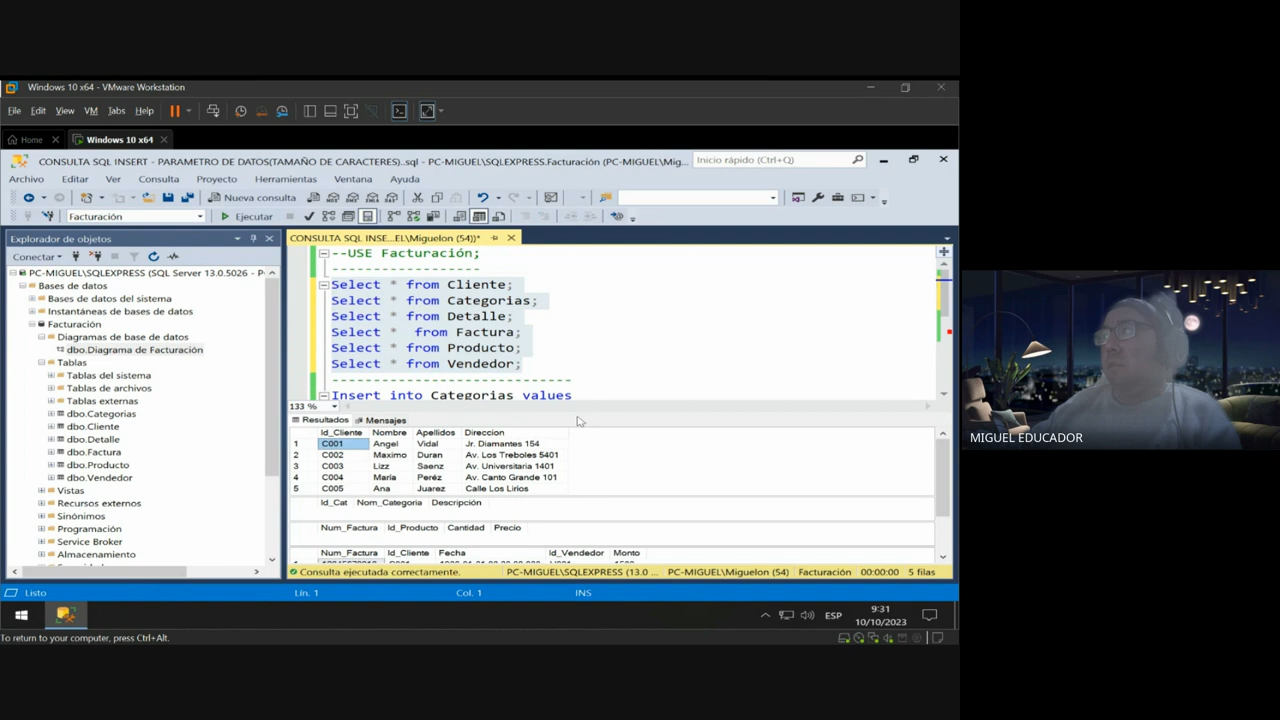 Windows 10 x64 - VMware Workstation
File Edit View VM Tabs Help
Home Windows 10 x64
CONSULTA SQL INSERT - PARAMETRO DE DATOS(TAMAÑO DE CARACTERES)..sql - PC-MIGUEL\SQLEXPRESS.Facturación (PC-MIGUEL\Mig...
Inicio rápido (Ctrl+Q)
Archivo Editar Ver Consulta Proyecto Herramientas Ventana Ayuda
Nueva consulta
Facturación Ejecutar
Explorador de objetos
Conectar
PC-MIGUEL\SQLEXPRESS (SQL Server 13.0.5026 - P
Bases de datos
Bases de datos del sistema
Instantáneas de bases de datos
Facturación
Diagramas de base de datos
dbo.Diagrama de Facturación
Tablas
Tablas del sistema
Tablas de archivos
Tablas externas
dbo.Categorias
dbo.Cliente
dbo.Detalle
dbo.Factura
dbo.Producto
dbo.Vendedor
Vistas
Recursos externos
Sinónimos
Programación
Service Broker
Almacenamiento
CONSULTA SQL INSE...EL\Miguelon (54))*
--USE Facturación;
-------------------
Select * from Cliente;
Select * from Categorias;
Select * from Detalle;
Select *  from Factura;
Select * from Producto;
Select * from Vendedor;
------------------------------
Insert into Categorias values
133 %
Resultados Mensajes
Id_Cliente Nombre Apellidos Direccion
1 C001 Angel Vidal Jr. Diamantes 154
2 C002 Maximo Duran Av. Los Treboles 5401
3 C003 Lizz Saenz Av. Universitaria 1401
4 C004 María Peréz Av. Canto Grande 101
5 C005 Ana Juarez Calle Los Lirios
Id_Cat Nom_Categoria Descripción
Num_Factura Id_Producto Cantidad Precio
Num_Factura Id_Cliente Fecha Id_Vendedor Monto
Consulta ejecutada correctamente. PC-MIGUEL\SQLEXPRESS (13.0 ... PC-MIGUEL\Miguelon (54) Facturación 00:00:00 5 filas
Listo Lín. 1 Col. 1 INS
ESP
9:31
10/10/2023
To return to your computer, press Ctrl+Alt.
MIGUEL EDUCADOR